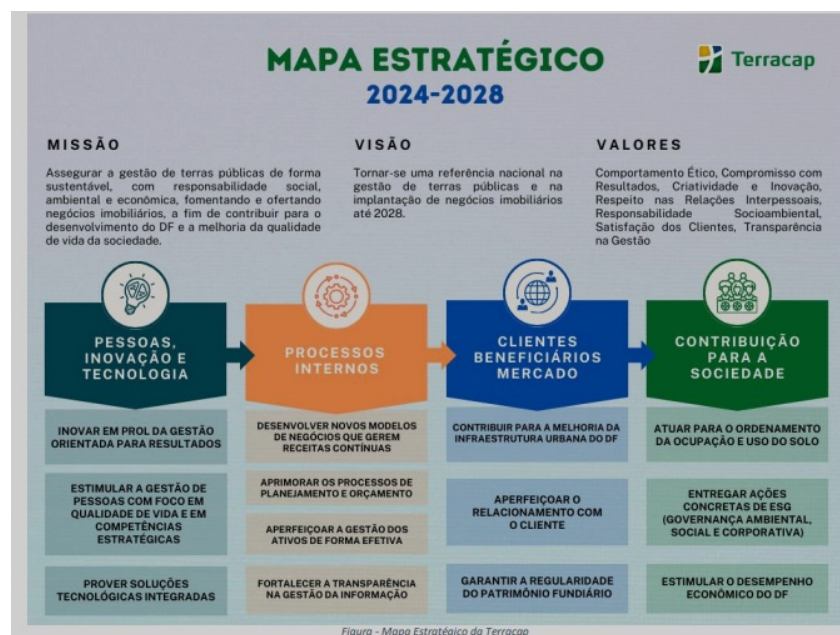 MAPA ESTRATÉGICO
2024-2028
Terracap
MISSÃO
Assegurar a gestão de terras públicas de forma
sustentável, com responsabilidade social,
ambiental e econômica, fomentando e ofertando
negócios imobiliários, a fim de contribuir para o
desenvolvimento do DF e a melhoria da qualidade
de vida da sociedade.
VISÃO
Tornar-se uma referência nacional na
gestão de terras públicas e na
implantação de negócios imobiliários
até 2028.
VALORES
Comportamento Ético, Compromisso com
Resultados, Criatividade e Inovação,
Respeito nas Relações Interpessoais,
Responsabilidade Socioambiental,
Satisfação dos Clientes, Transparência
na Gestão
PESSOAS,
INOVAÇÃO E
TECNOLOGIA
INOVAR EM PROL DA GESTÃO
ORIENTADA PARA RESULTADOS
ESTIMULAR A GESTÃO DE
PESSOAS COM FOCO EM
QUALIDADE DE VIDA E EM
COMPETÊNCIAS
ESTRATÉGICAS
PROVER SOLUÇÕES
TECNOLÓGICAS INTEGRADAS
PROCESSOS
INTERNOS
DESENVOLVER NOVOS MODELOS
DE NEGÓCIOS QUE GEREM
RECEITAS CONTÍNUAS
APRIMORAR OS PROCESSOS DE
PLANEJAMENTO E ORÇAMENTO
APERFEIÇOAR A GESTÃO DOS
ATIVOS DE FORMA EFETIVA
FORTALECER A TRANSPARÊNCIA
NA GESTÃO DA INFORMAÇÃO
CLIENTES
BENEFICIÁRIOS
MERCADO
CONTRIBUIR PARA A MELHORIA DA
INFRAESTRUTURA URBANA DO DF
APERFEIÇOAR O
RELACIONAMENTO COM
O CLIENTE
GARANTIR A REGULARIDADE
DO PATRIMÔNIO FUNDIÁRIO
CONTRIBUIÇÃO
PARA A
SOCIEDADE
ATUAR PARA O ORDENAMENTO
DA OCUPAÇÃO E USO DO SOLO
ENTREGAR AÇÕES
CONCRETAS DE ESG
(GOVERNANÇA AMBIENTAL,
SOCIAL E CORPORATIVA)
ESTIMULAR O DESEMPENHO
ECONÔMICO DO DF
Figura - Mapa Estratégico da Terracap